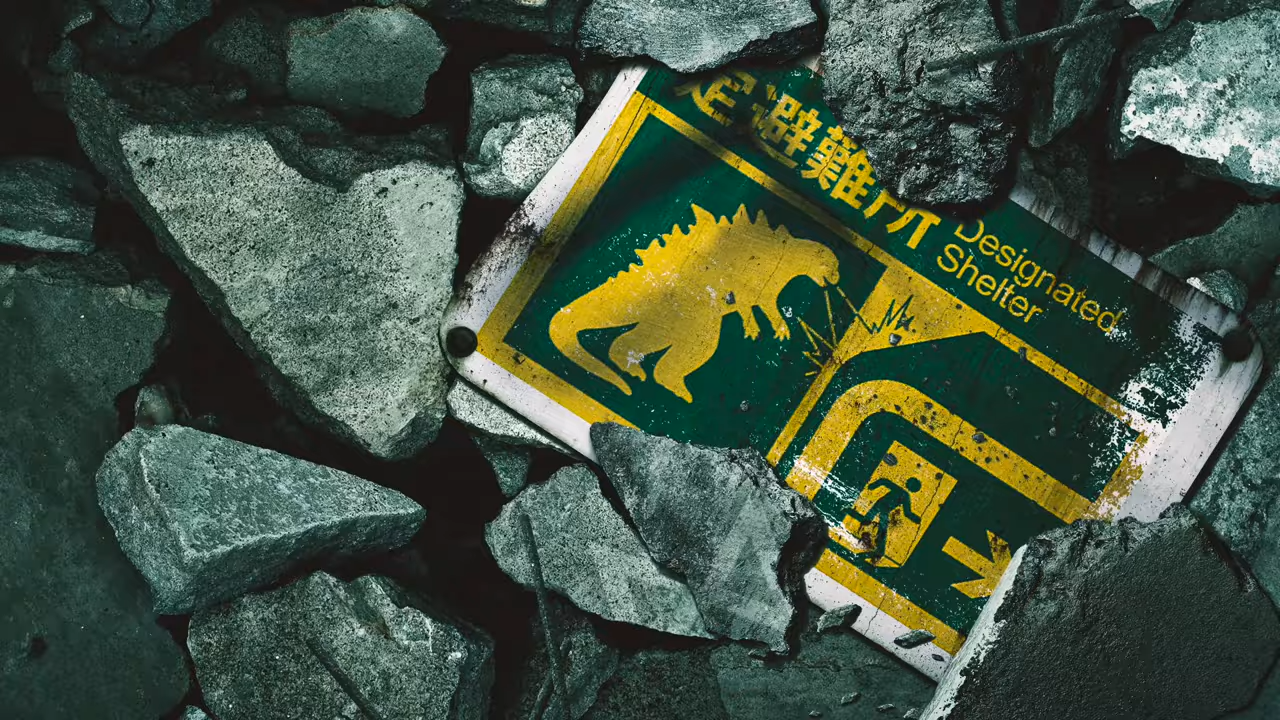 定避難所
Designated
Shelter